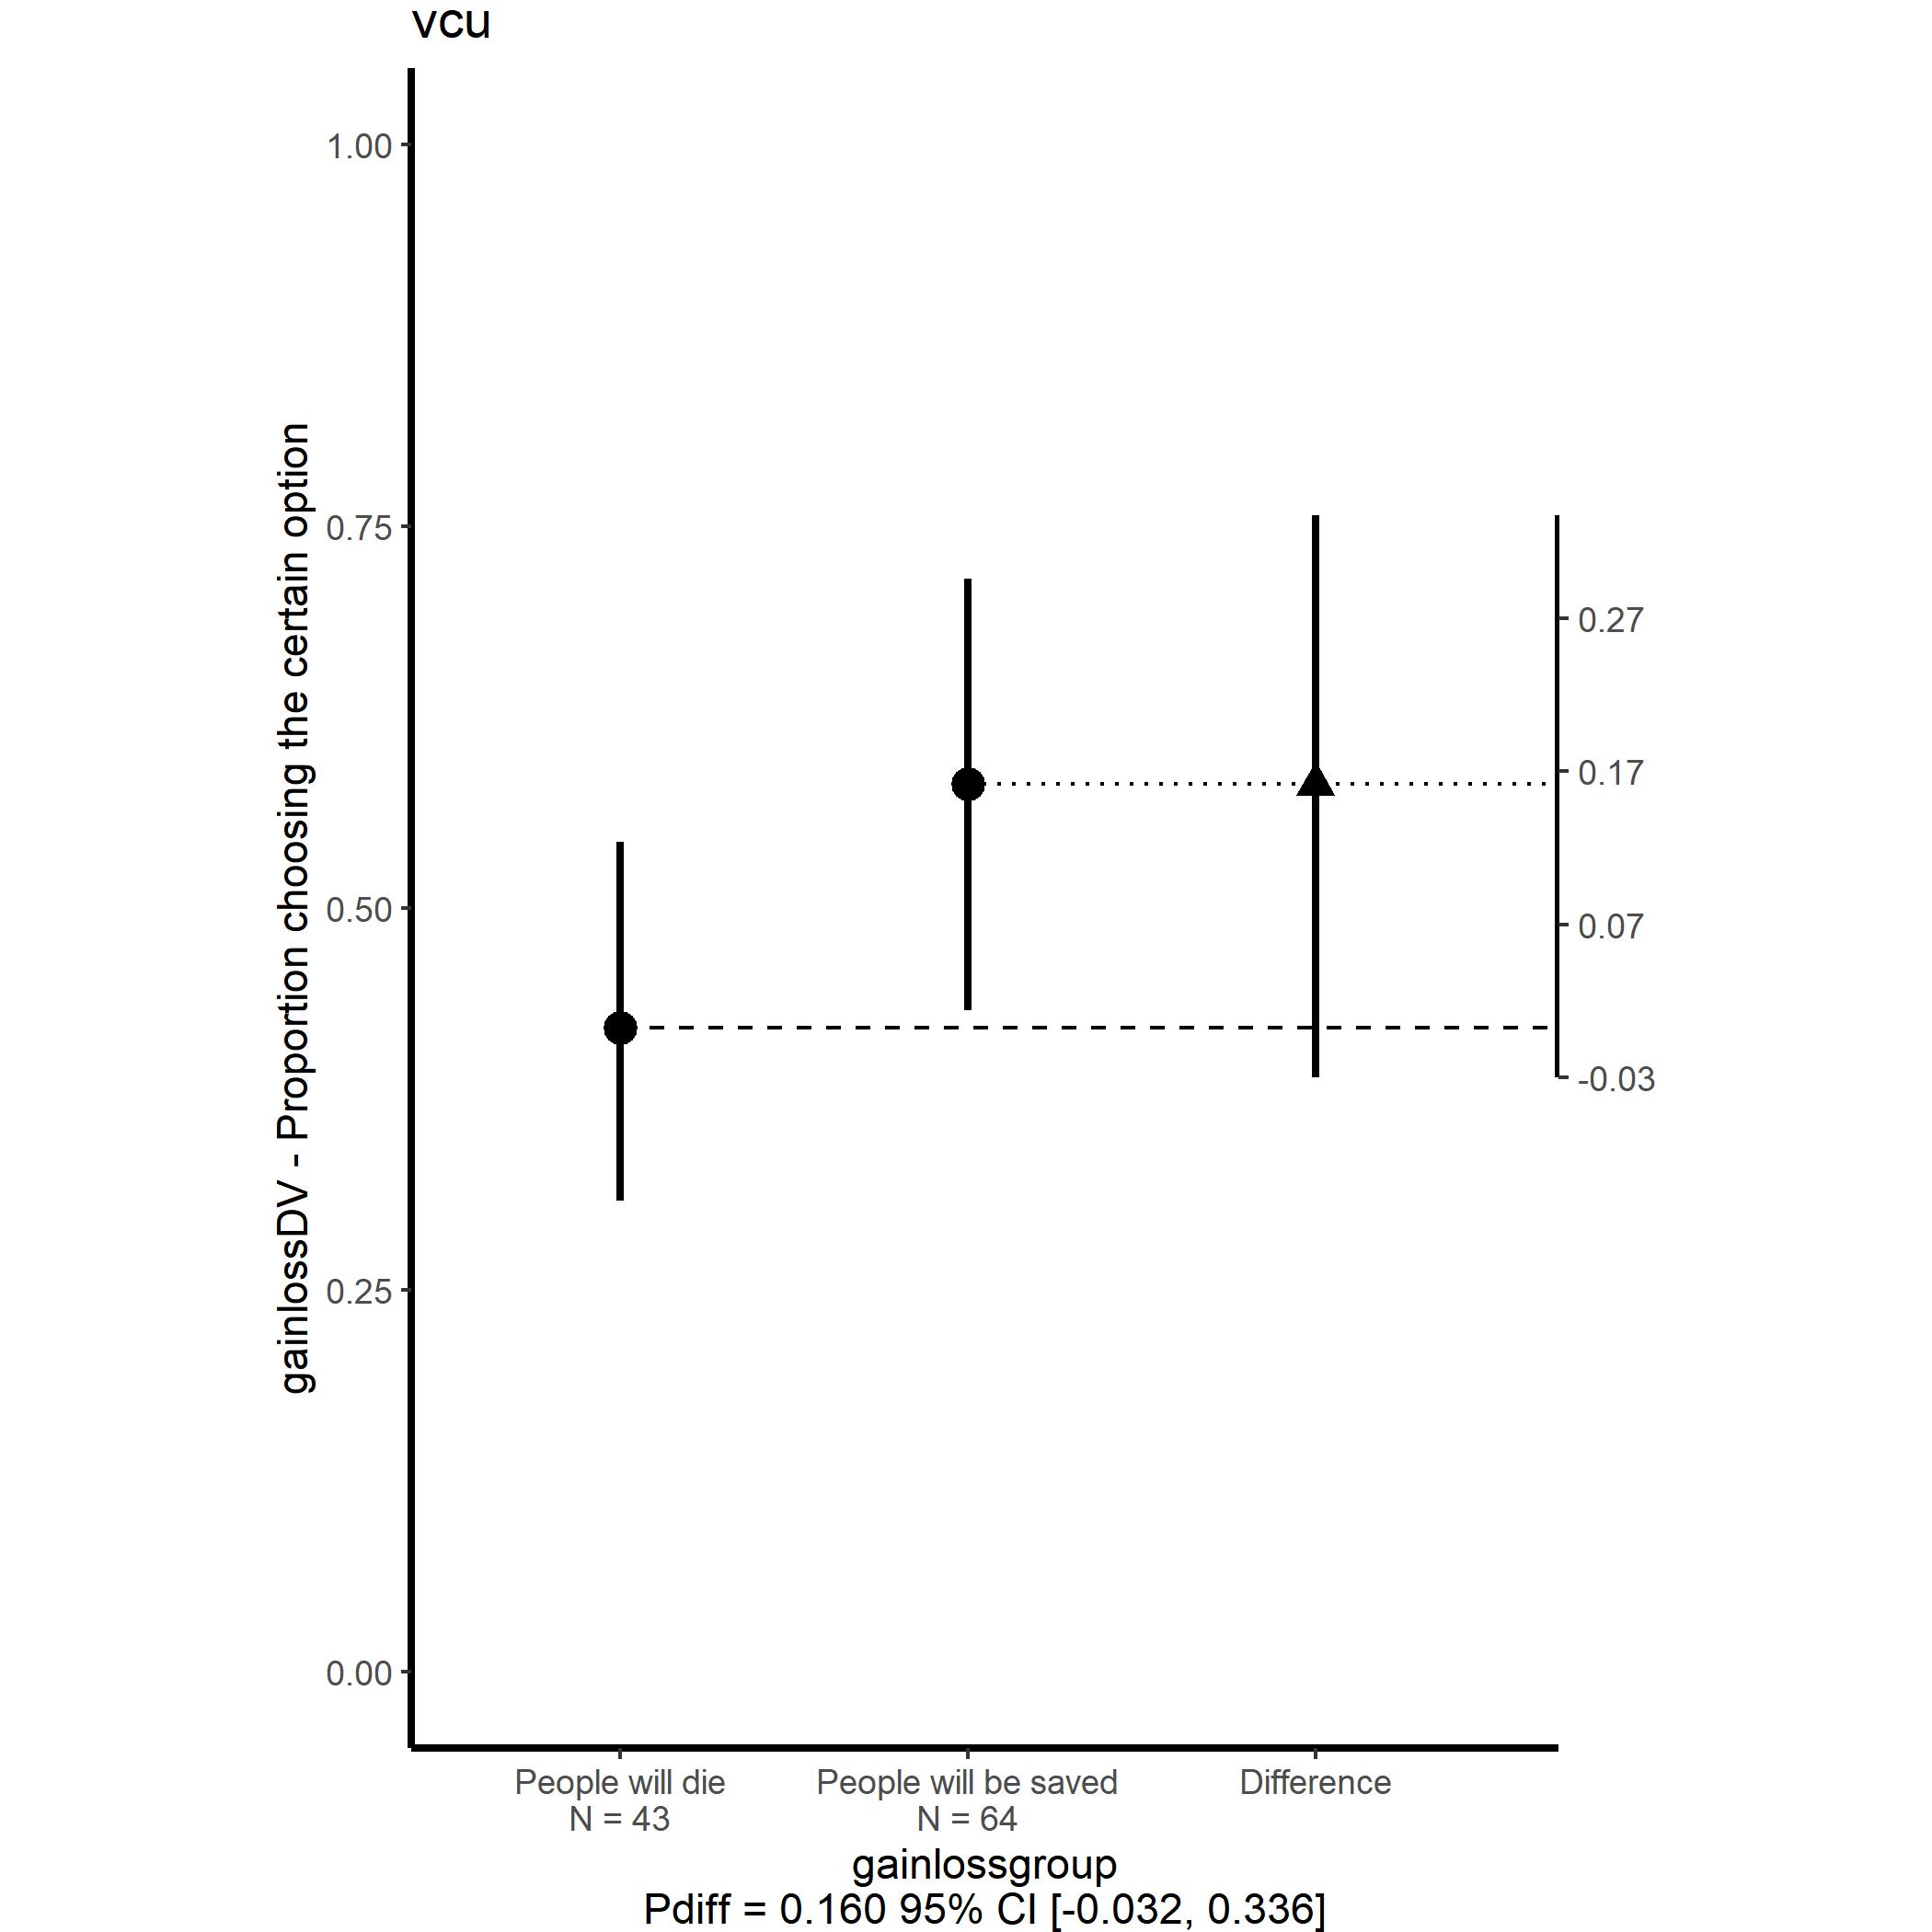 vcu
gainlossDV - Proportion choosing the certain option
1.00
0.75
0.50
0.25
0.00
0.27
0.17
0.07
-0.03
People will die
N = 43
People will be saved
N = 64
Difference
gainlossgroup
Pdiff = 0.160 95% CI [-0.032, 0.336]